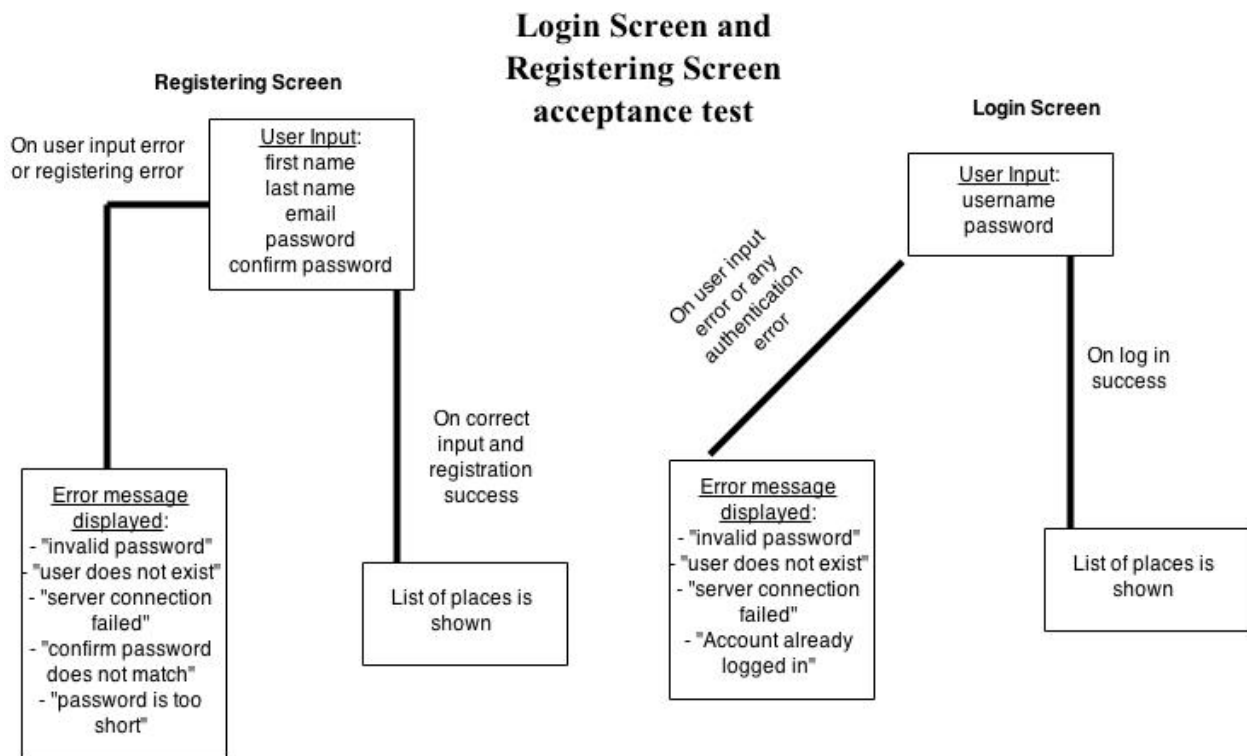 Login Screen and
Registering Screen
acceptance test
Registering Screen
On user input error
or registering error
User Input:
first name
last name
email
password
confirm password
On correct
input and
registration
success
Error message
displayed:
- "invalid password"
- "user does not exist"
- "server connection
failed"
- "confirm password
does not match"
- "password is too
short"
List of places is
shown
Login Screen
User Input:
username
password
On user input
error or any
authentication
error
On log in
success
Error message
displayed:
- "invalid password"
- "user does not exist"
- "server connection
failed"
- "Account already
logged in"
List of places is
shown